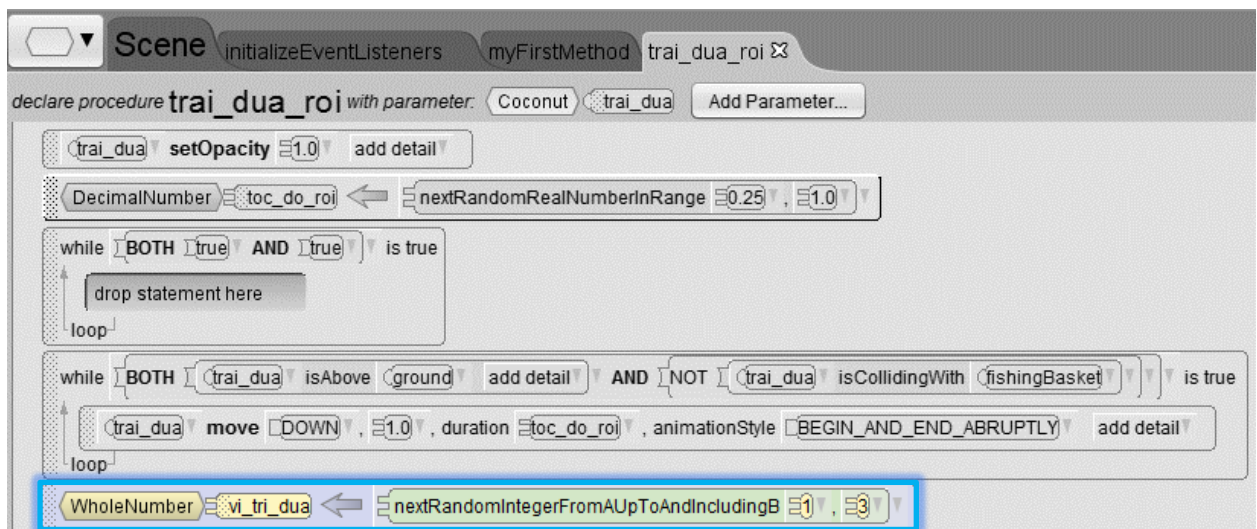 Scene initializeEventListeners myFirstMethod trai_dua_roi
declare procedure trai_dua_roi with parameter: Coconut trai_dua Add Parameter...
trai_dua setOpacity 1.0 add detail
DecimalNumber toc_do_roi nextRandomRealNumberInRange 0.25 , 1.0
while BOTH true AND true is true
drop statement here
loop
while BOTH trai_dua isAbove ground add detail AND NOT trai_dua isCollidingWith fishingBasket is true
trai_dua move DOWN , 1.0 , duration toc_do_roi , animationStyle BEGIN_AND_END_ABRUPTLY add detail
loop
WholeNumber vi_tri_dua nextRandomIntegerFromAUpToAndIncludingB 1 , 3